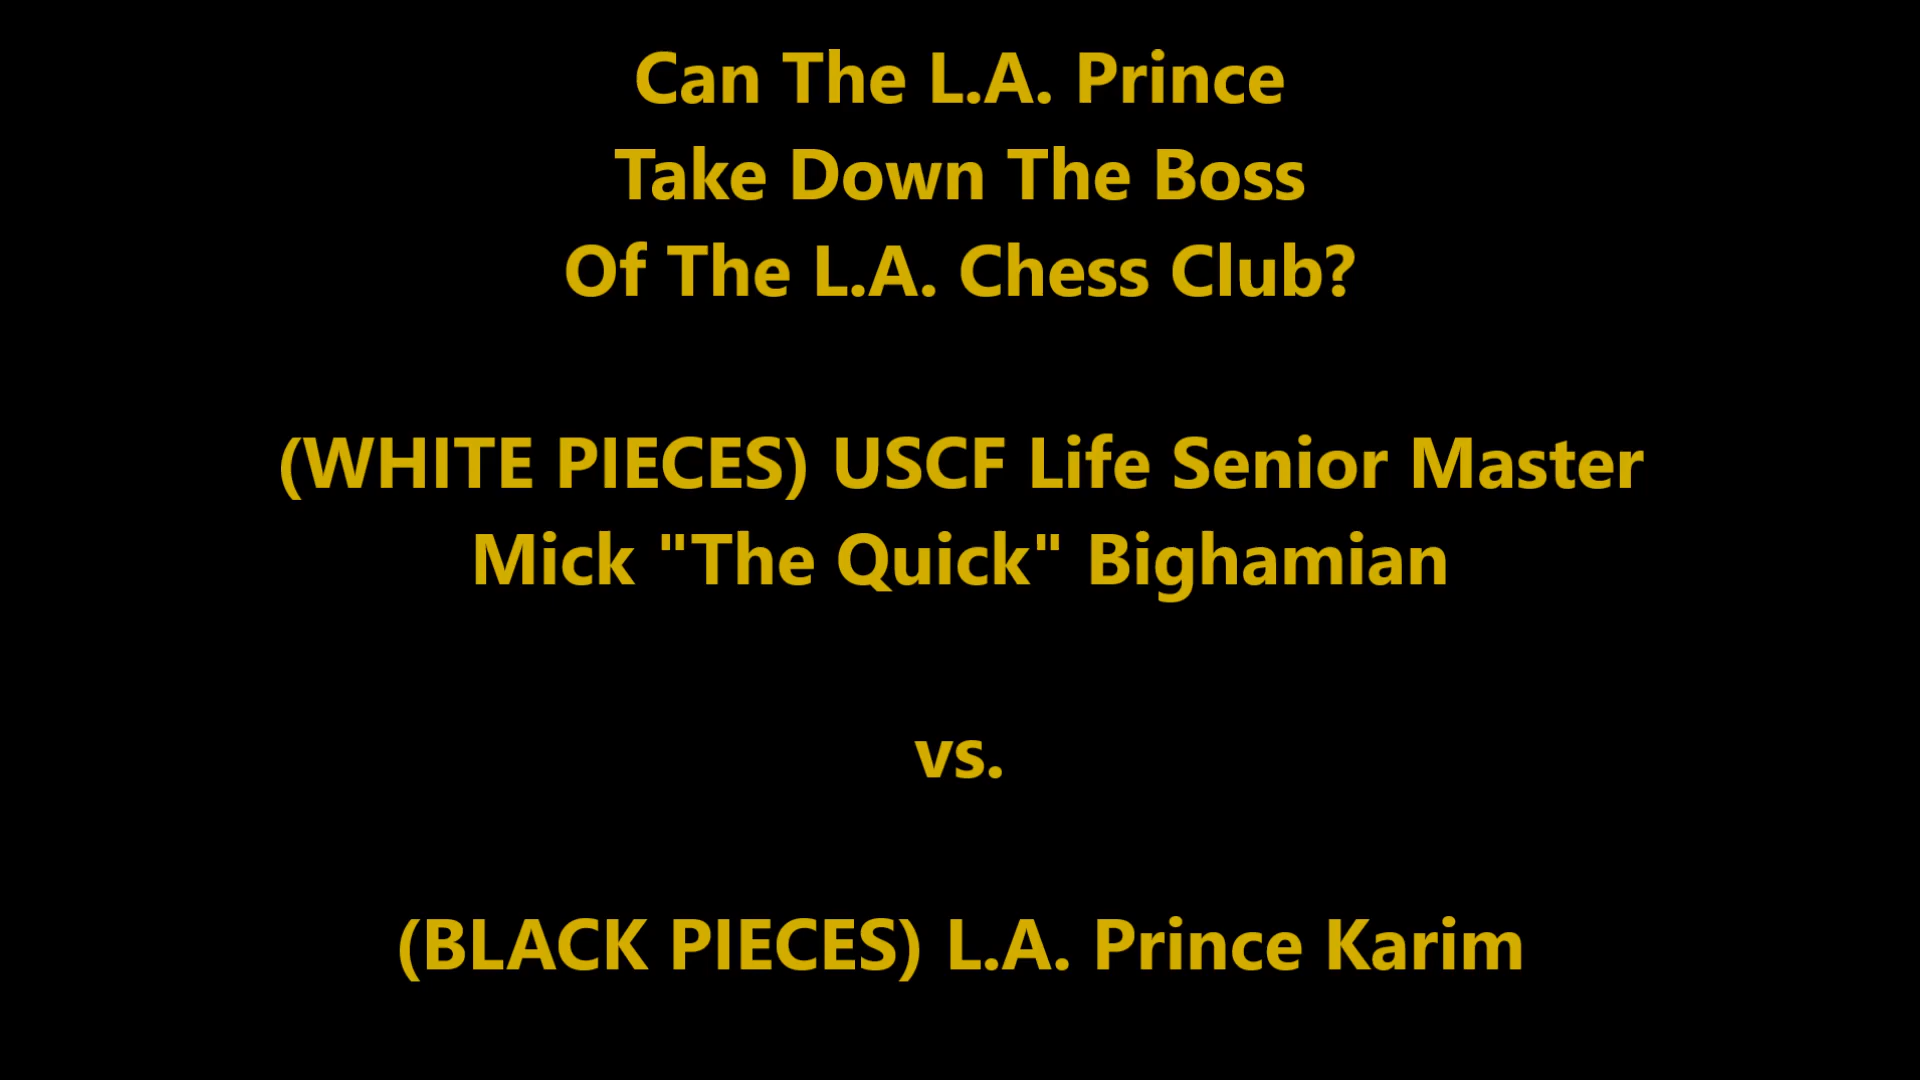 Can The L.A. Prince
Take Down The Boss
Of The L.A. Chess Club?
(WHITE PIECES) USCF Life Senior Master
Mick "The Quick" Bighamian
vs.
(BLACK PIECES) L.A. Prince Karim